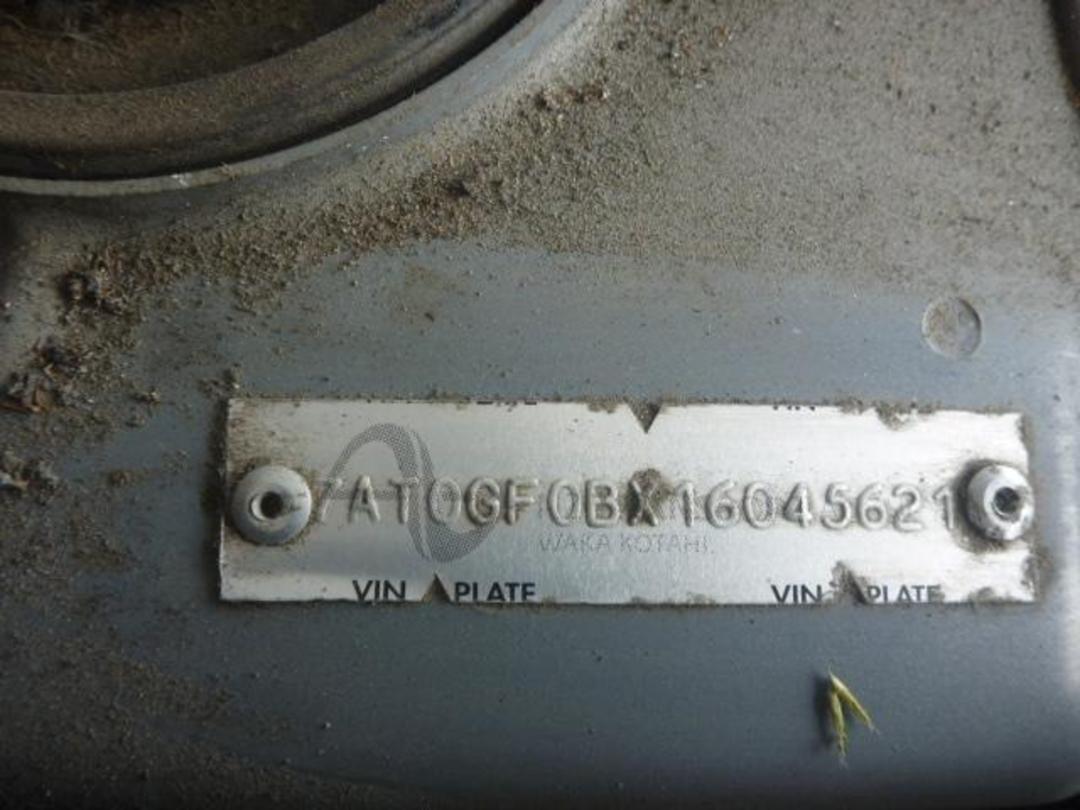 7AT0GF0BX16045621
WAKA KOTAHI
VIN PLATE VIN PLATE